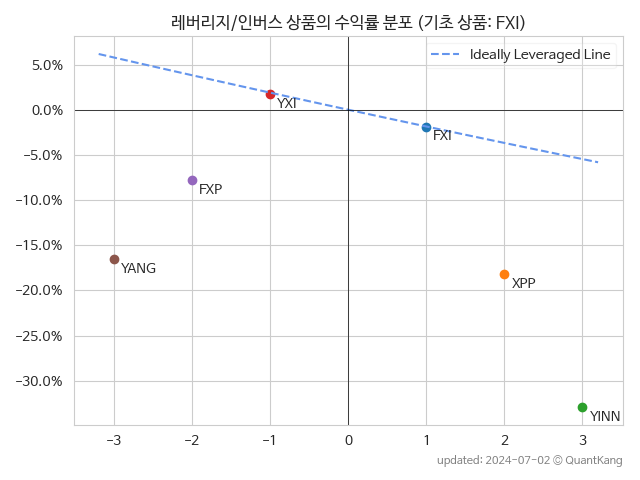 레버리지/인버스 상품의 수익률 분포 (기초 상품: FXI)
Ideally Leveraged Line
5.0%
0.0%
−5.0%
−10.0%
−15.0%
−20.0%
−25.0%
−30.0%
YXI
FXI
FXP
YANG
XPP
YINN
−3 −2 −1 0 1 2 3
updated: 2024-07-02 © QuantKang